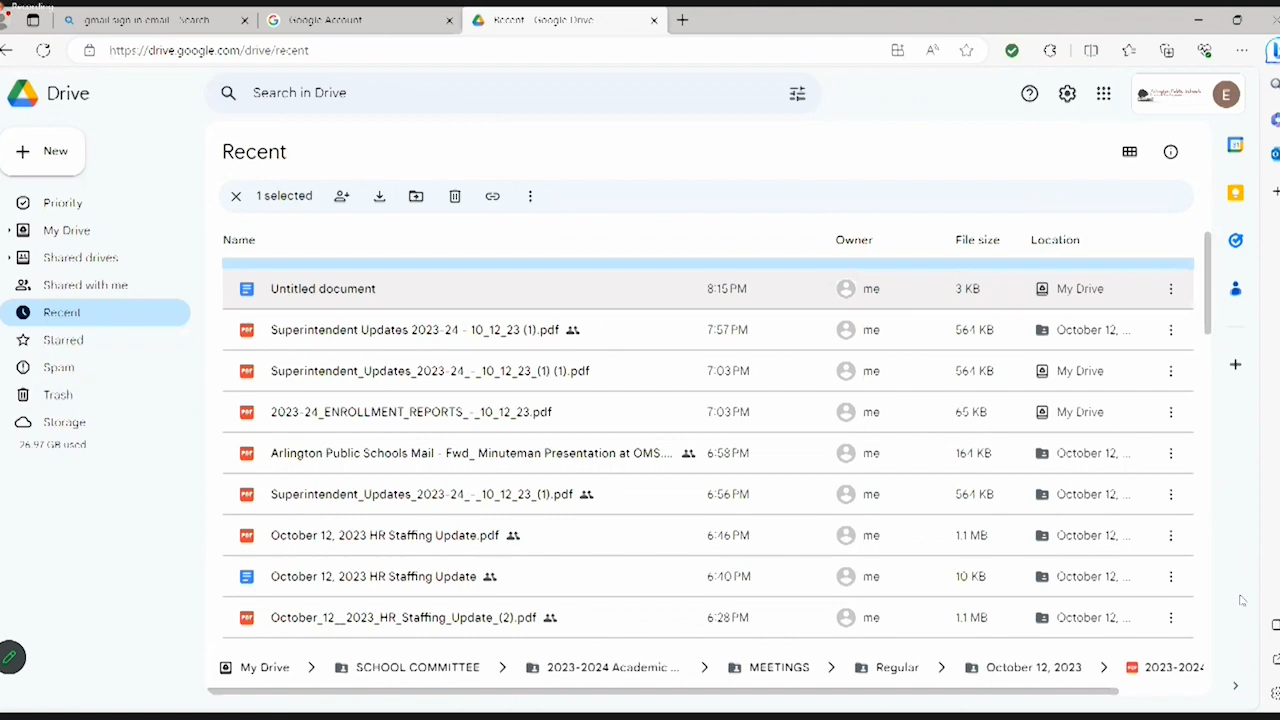 Recording
gmail sign in email - Search
Google Account
Recent - Google Drive
https://drive.google.com/drive/recent
Drive
Search in Drive
Arlington Public Schools
E
New
Recent
1 selected
Priority
My Drive
Shared drives
Shared with me
Recent
Starred
Spam
Trash
Storage
26.97 GB used
Name Owner File size Location
Untitled document 8:15 PM me 3 KB My Drive
Superintendent Updates 2023-24 - 10_12_23 (1).pdf 7:57 PM me 564 KB October 12, ...
Superintendent_Updates_2023-24_-_10_12_23_(1) (1).pdf 7:03 PM me 564 KB My Drive
2023-24_ENROLLMENT_REPORTS_-_10_12_23.pdf 7:03 PM me 65 KB My Drive
Arlington Public Schools Mail - Fwd_ Minuteman Presentation at OMS.... 6:58 PM me 164 KB October 12, ...
Superintendent_Updates_2023-24_-_10_12_23_(1).pdf 6:56 PM me 564 KB October 12, ...
October 12, 2023 HR Staffing Update.pdf 6:46 PM me 1.1 MB October 12, ...
October 12, 2023 HR Staffing Update 6:40 PM me 10 KB October 12, ...
October_12__2023_HR_Staffing_Update_(2).pdf 6:28 PM me 1.1 MB October 12, ...
My Drive > SCHOOL COMMITTEE > 2023-2024 Academic ... > MEETINGS > Regular > October 12, 2023 > 2023-2024